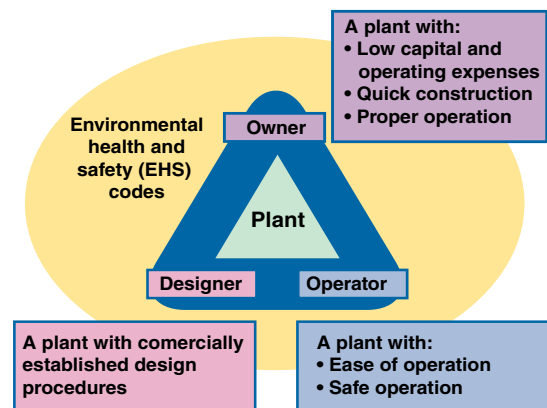 A plant with:
• Low capital and
operating expenses
• Quick construction
• Proper operation
Environmental
health and
safety (EHS)
codes
Owner
Plant
Designer
Operator
A plant with comercially
established design
procedures
A plant with:
• Ease of operation
• Safe operation